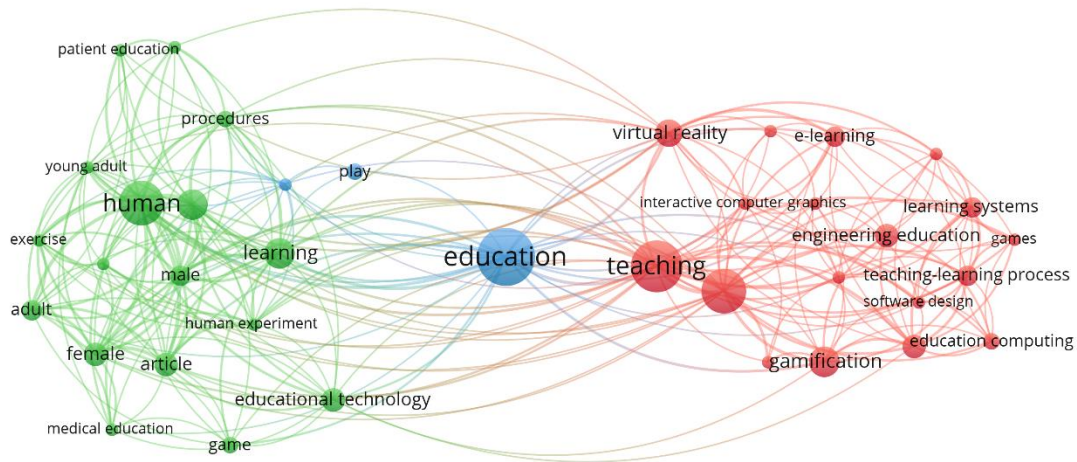 patient education
procedures
young adult
human
exercise
learning
male
adult
human experiment
female
article
educational technology
medical education
game
play
education
virtual reality
e-learning
interactive computer graphics
learning systems
engineering education
games
teaching
teaching-learning process
software design
education computing
gamification